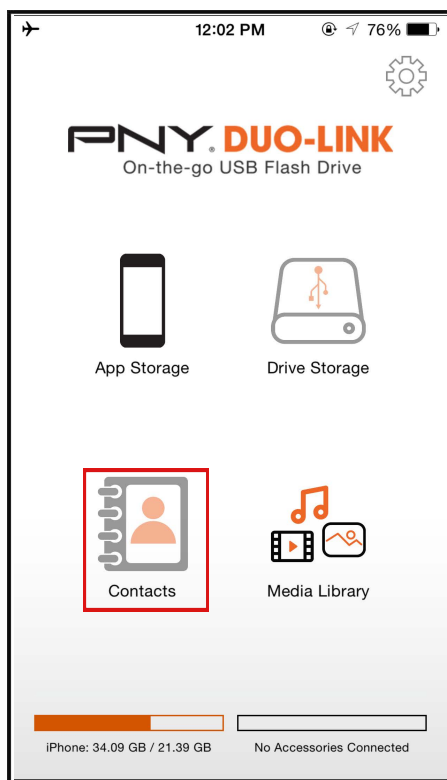 12:02 PM
76%
PNY. DUO-LINK
On-the-go USB Flash Drive
App Storage
Drive Storage
Contacts
Media Library
iPhone: 34.09 GB / 21.39 GB
No Accessories Connected